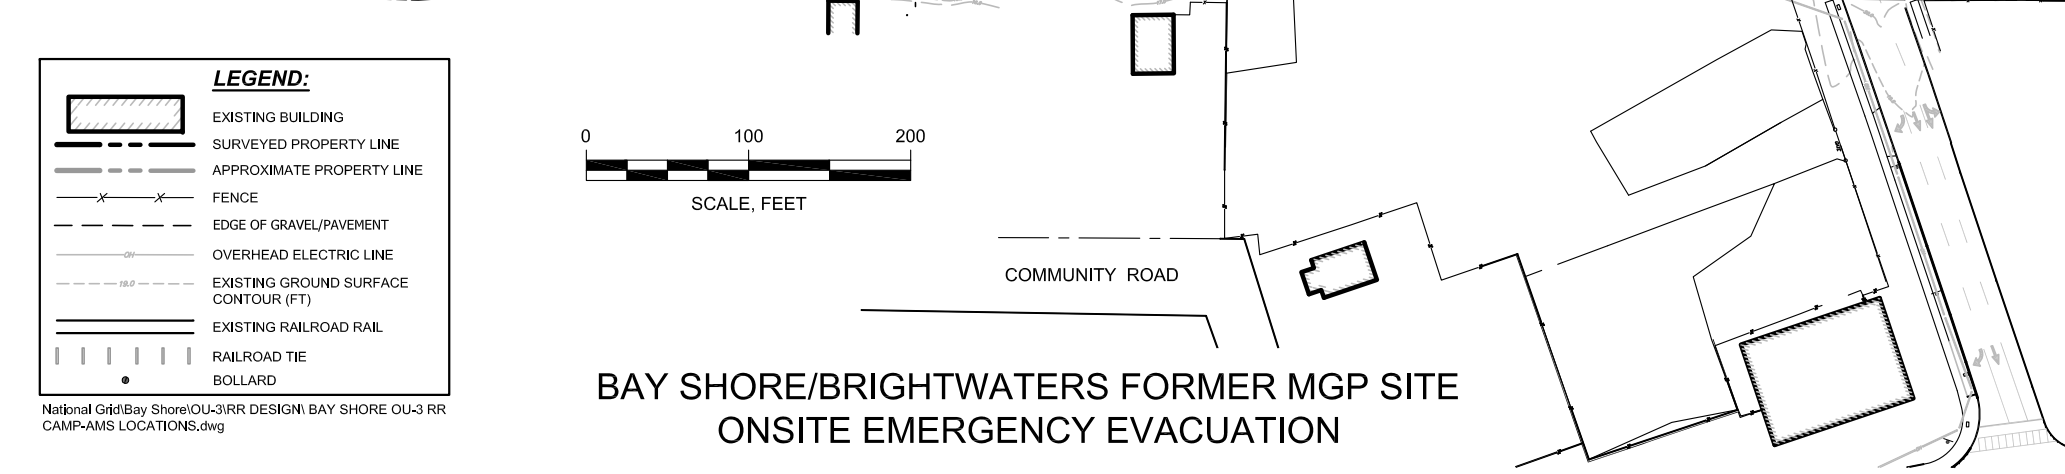 LEGEND:
EXISTING BUILDING
SURVEYED PROPERTY LINE
APPROXIMATE PROPERTY LINE
FENCE
EDGE OF GRAVEL/PAVEMENT
OH
OVERHEAD ELECTRIC LINE
19.0
EXISTING GROUND SURFACE
CONTOUR (FT)
EXISTING RAILROAD RAIL
RAILROAD TIE
BOLLARD
National Grid\Bay Shore\OU-3\RR DESIGN\ BAY SHORE OU-3 RR
CAMP-AMS LOCATIONS.dwg
0 100 200
SCALE, FEET
COMMUNITY ROAD
BAY SHORE/BRIGHTWATERS FORMER MGP SITE
ONSITE EMERGENCY EVACUATION